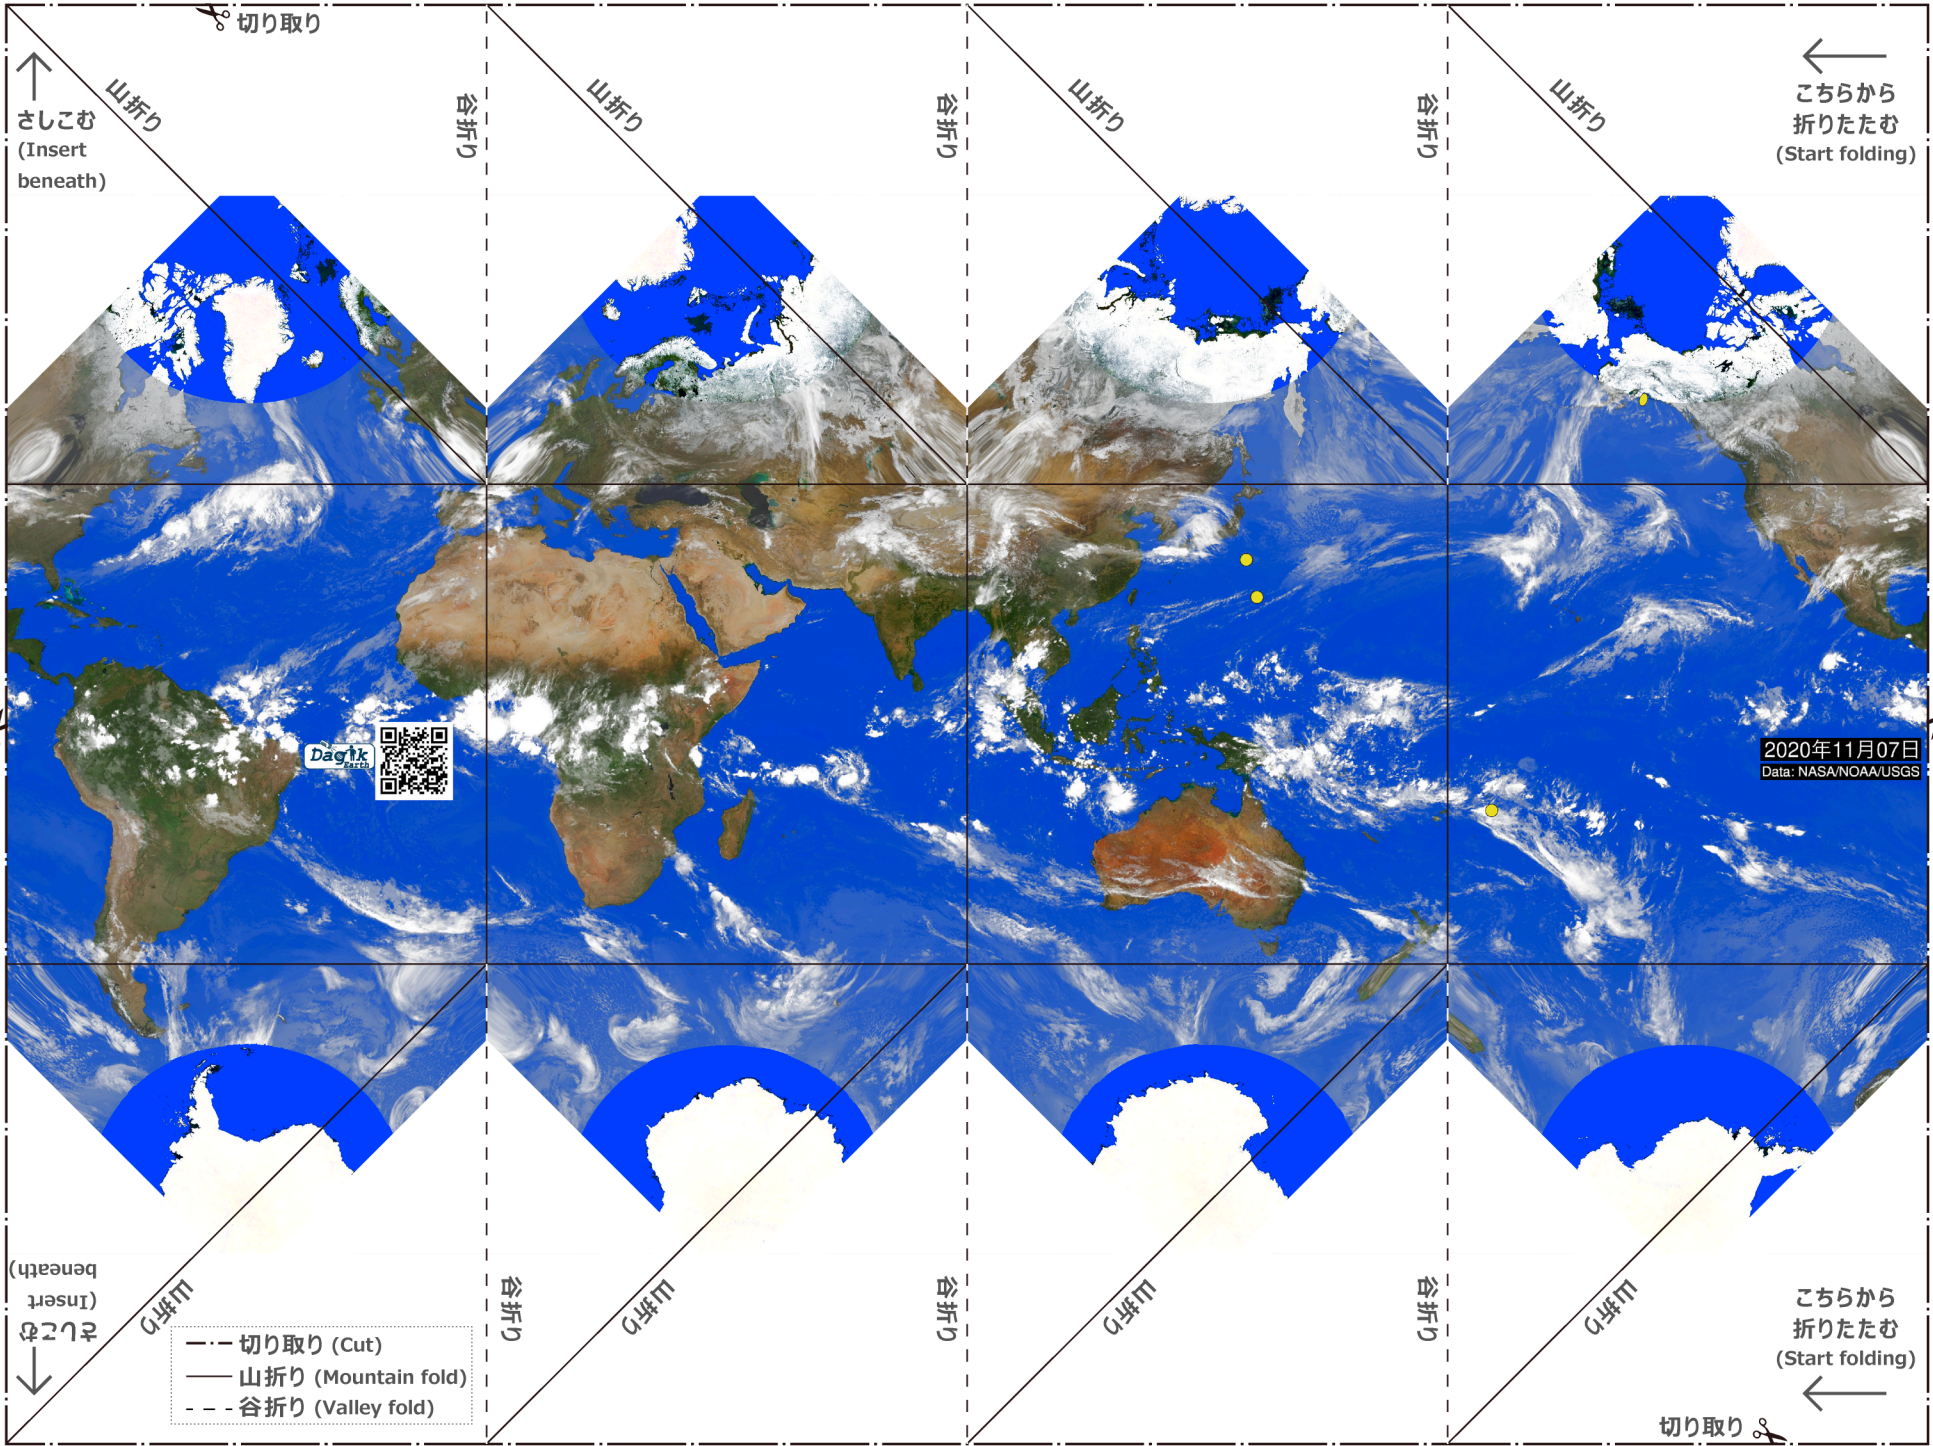 切り取り
山折り
谷折り
山折り
谷折り
山折り
谷折り
山折り
さしこむ
(Insert
beneath)
こちらから
折りたたむ
(Start folding)
Dagik
Earth
2020年11月07日
Data: NASA/NOAA/USGS
さしこむ
(Insert
beneath)
山折り
谷折り
山折り
谷折り
山折り
谷折り
山折り
こちらから
折りたたむ
(Start folding)
切り取り (Cut)
山折り (Mountain fold)
谷折り (Valley fold)
切り取り